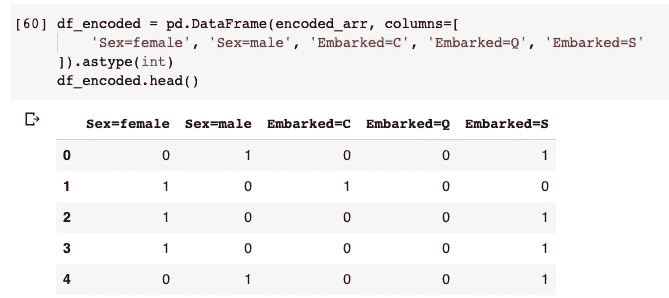 [60] df_encoded = pd.DataFrame(encoded_arr, columns=[
'Sex=female', 'Sex=male', 'Embarked=C', 'Embarked=Q', 'Embarked=S'
]).astype(int)
df_encoded.head()
Sex=female Sex=male Embarked=C Embarked=Q Embarked=S
0 0 1 0 0 1
1 1 0 1 0 0
2 1 0 0 0 1
3 1 0 0 0 1
4 0 1 0 0 1